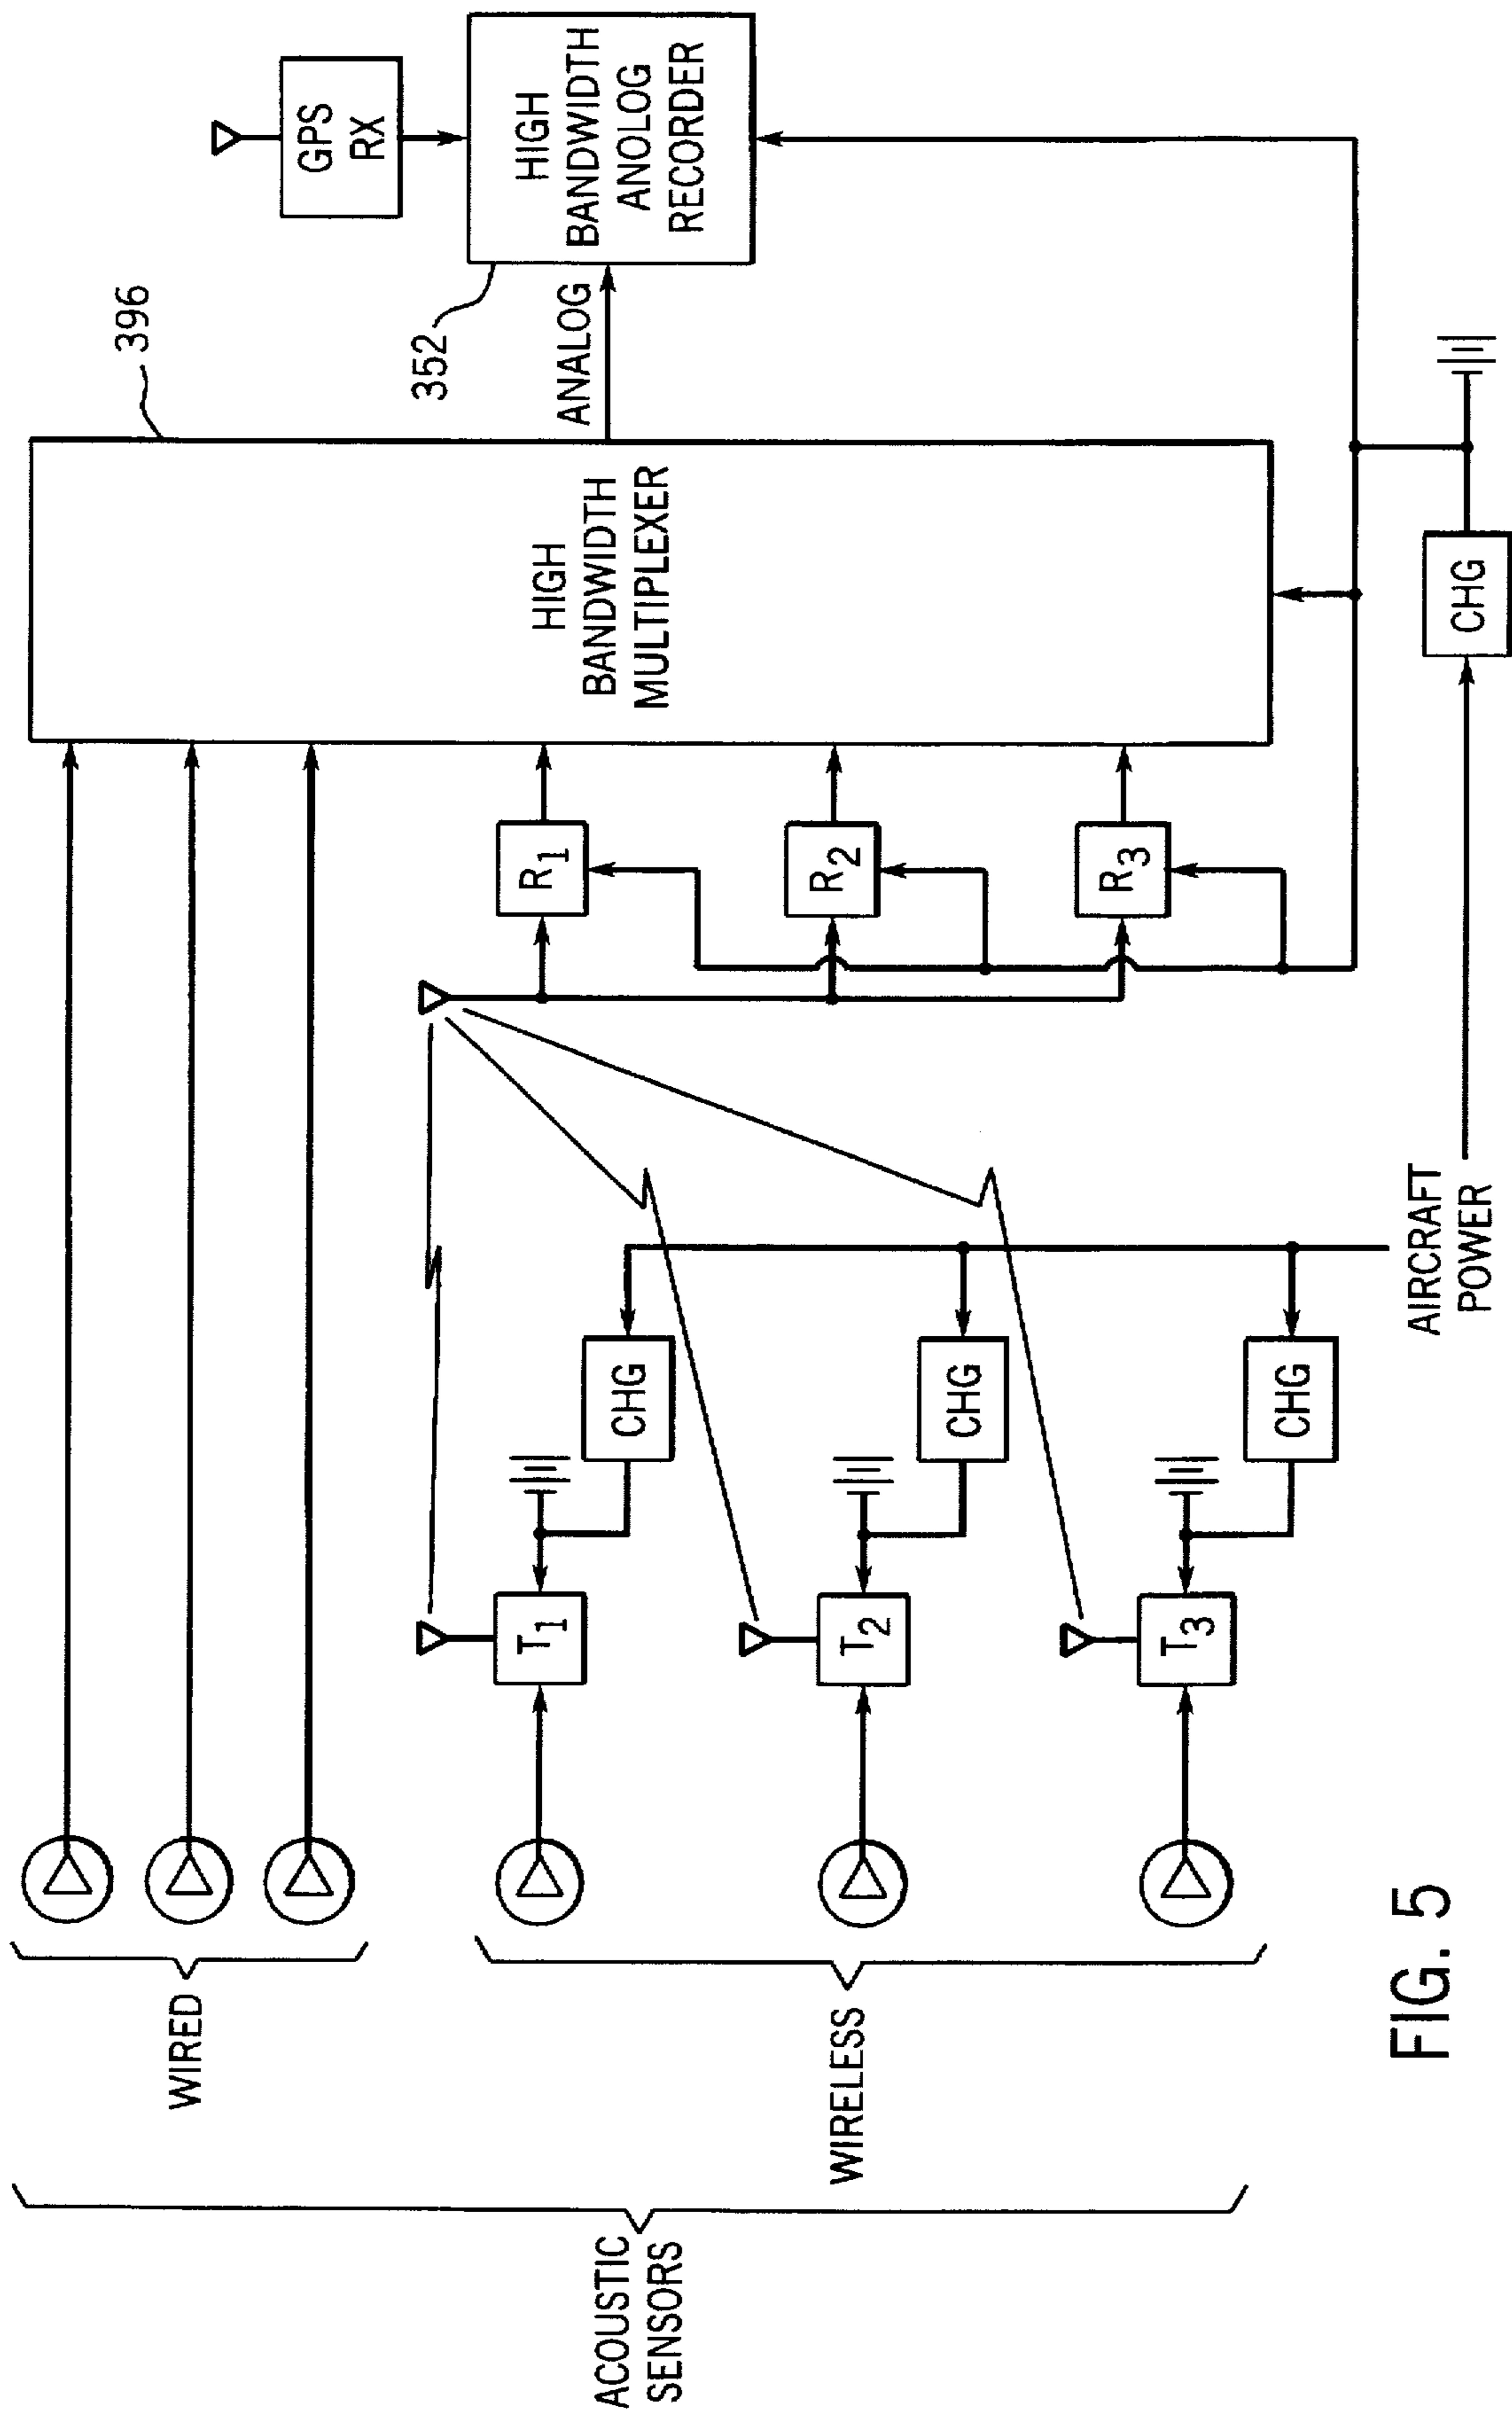 ACOUSTIC
SENSORS
WIRED
WIRELESS
T1
T2
T3
CHG
CHG
CHG
AIRCRAFT
POWER
R1
R2
R3
HIGH
BANDWIDTH
MULTIPLEXER
396
CHG
ANALOG
352
GPS
RX
HIGH
BANDWIDTH
ANOLOG
RECORDER
FIG. 5